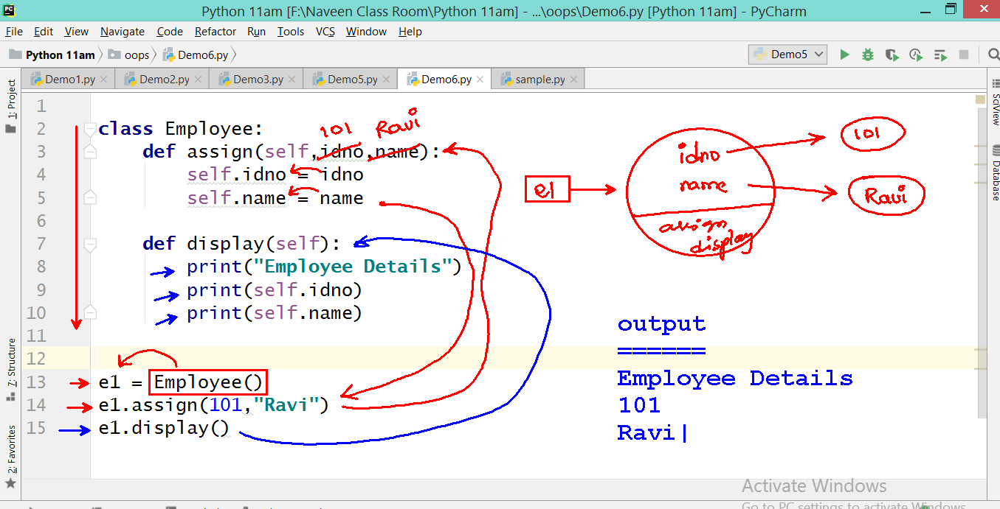 Python 11am [F:\Naveen Class Room\Python 11am] - ...\oops\Demo6.py [Python 11am] - PyCharm
File Edit View Navigate Code Refactor Run Tools VCS Window Help
Python 11am oops Demo6.py Demo5
Demo1.py Demo2.py Demo3.py Demo5.py Demo6.py sample.py
1: Project
7: Structure
2: Favorites
SciView
Database
1
2 class Employee:
101 Ravi
3 def assign(self,idno,name):
4 self.idno = idno
5 self.name = name
6
7 def display(self):
8 print("Employee Details")
9 print(self.idno)
10 print(self.name)
11
12
13 e1 = Employee()
14 e1.assign(101,"Ravi")
15 e1.display()
e1
idno
name
assign
display
101
Ravi
output
======
Employee Details
101
Ravi
Activate Windows
Go to PC settings to activate Windows.